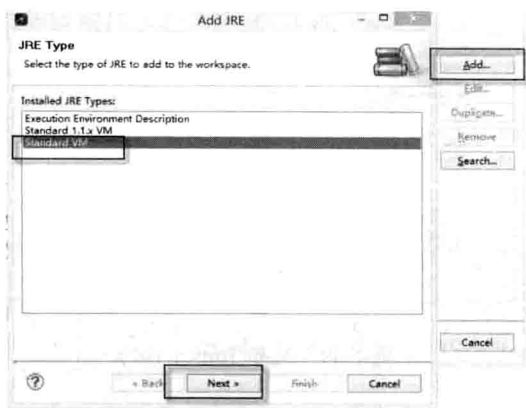 Add JRE
JRE Type
Select the type of JRE to add to the workspace.
Add...
Edit...
Duplicate...
Remove
Search...
Installed JRE Types:
Execution Environment Description
Standard 1.1.x VM
Standard VM
Cancel
< Back
Next >
Finish
Cancel